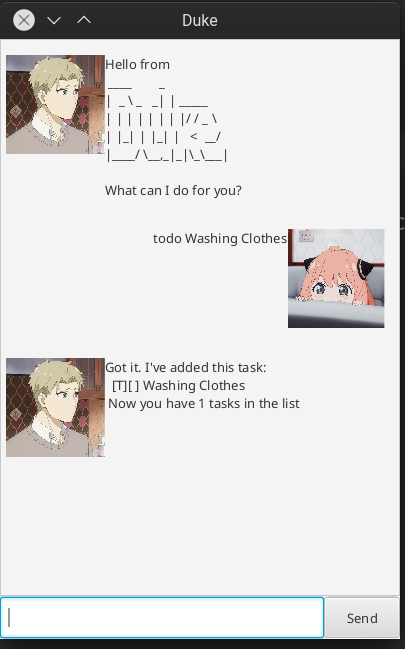 Duke
Hello from
 ____        _
|  _ \ _   _| | _____
| | | | | | | |/ / _ \
| |_| | |_| |   <  __/
|____/ \__,_|_|\_\___|
What can I do for you?
todo Washing Clothes
Got it. I've added this task:
[T][ ] Washing Clothes
Now you have 1 tasks in the list
Send